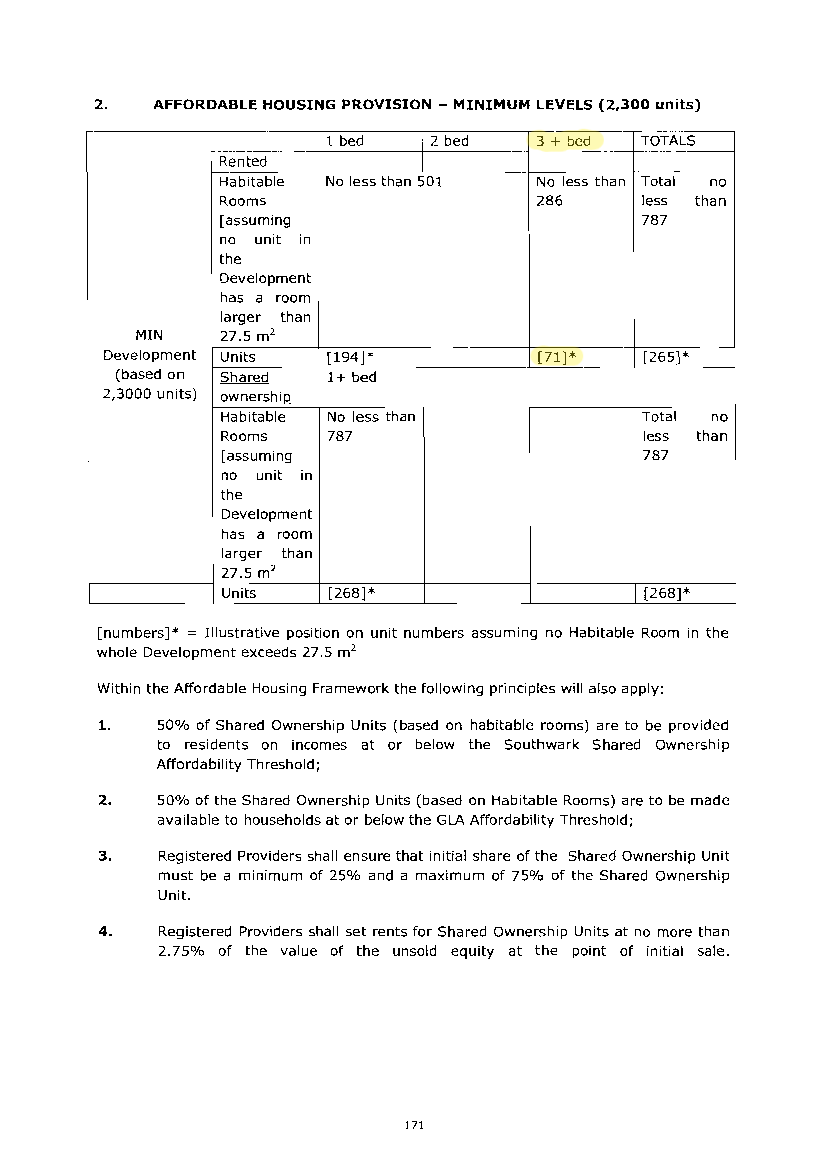 2. AFFORDABLE HOUSING PROVISION – MINIMUM LEVELS (2,300 units)
1 bed 2 bed 3 + bed TOTALS
Rented
Habitable No less than 501 No less than Total no
Rooms 286 less than
[assuming 787
no unit in
the
Development
has a room
larger than
MIN 27.5 m²
Development Units [194]* [71]* [265]*
(based on Shared 1+ bed
2,3000 units) ownership
Habitable No less than Total no
Rooms 787 less than
[assuming 787
no unit in
the
Development
has a room
larger than
27.5 m²
Units [268]* [268]*
[numbers]* = Illustrative position on unit numbers assuming no Habitable Room in the
whole Development exceeds 27.5 m²
Within the Affordable Housing Framework the following principles will also apply:
1. 50% of Shared Ownership Units (based on habitable rooms) are to be provided
to residents on incomes at or below the Southwark Shared Ownership
Affordability Threshold;
2. 50% of the Shared Ownership Units (based on Habitable Rooms) are to be made
available to households at or below the GLA Affordability Threshold;
3. Registered Providers shall ensure that initial share of the Shared Ownership Unit
must be a minimum of 25% and a maximum of 75% of the Shared Ownership
Unit.
4. Registered Providers shall set rents for Shared Ownership Units at no more than
2.75% of the value of the unsold equity at the point of initial sale.
171